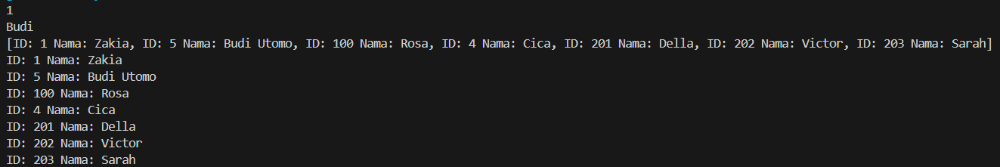 1
Budi
[ID: 1 Nama: Zakia, ID: 5 Nama: Budi Utomo, ID: 100 Nama: Rosa, ID: 4 Nama: Cica, ID: 201 Nama: Della, ID: 202 Nama: Victor, ID: 203 Nama: Sarah]
ID: 1 Nama: Zakia
ID: 5 Nama: Budi Utomo
ID: 100 Nama: Rosa
ID: 4 Nama: Cica
ID: 201 Nama: Della
ID: 202 Nama: Victor
ID: 203 Nama: Sarah